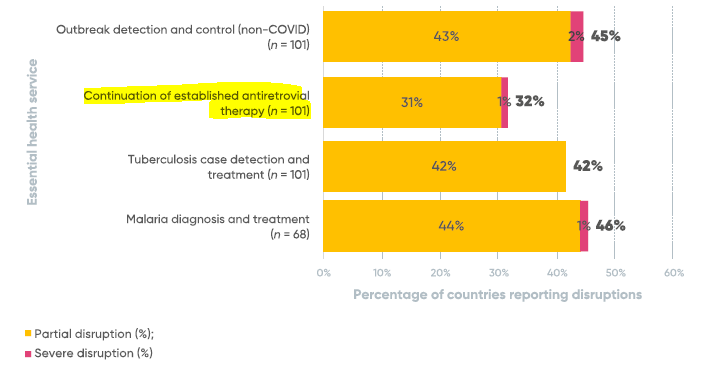 Essential health service
Outbreak detection and control (non-COVID)
(n = 101)
43%
2%
45%
Continuation of established antiretrovial
therapy (n = 101)
31%
1%
32%
Tuberculosis case detection and
treatment (n = 101)
42%
42%
Malaria diagnosis and treatment
(n = 68)
44%
1%
46%
0% 10% 20% 30% 40% 50% 60%
Percentage of countries reporting disruptions
Partial disruption (%);
Severe disruption (%)